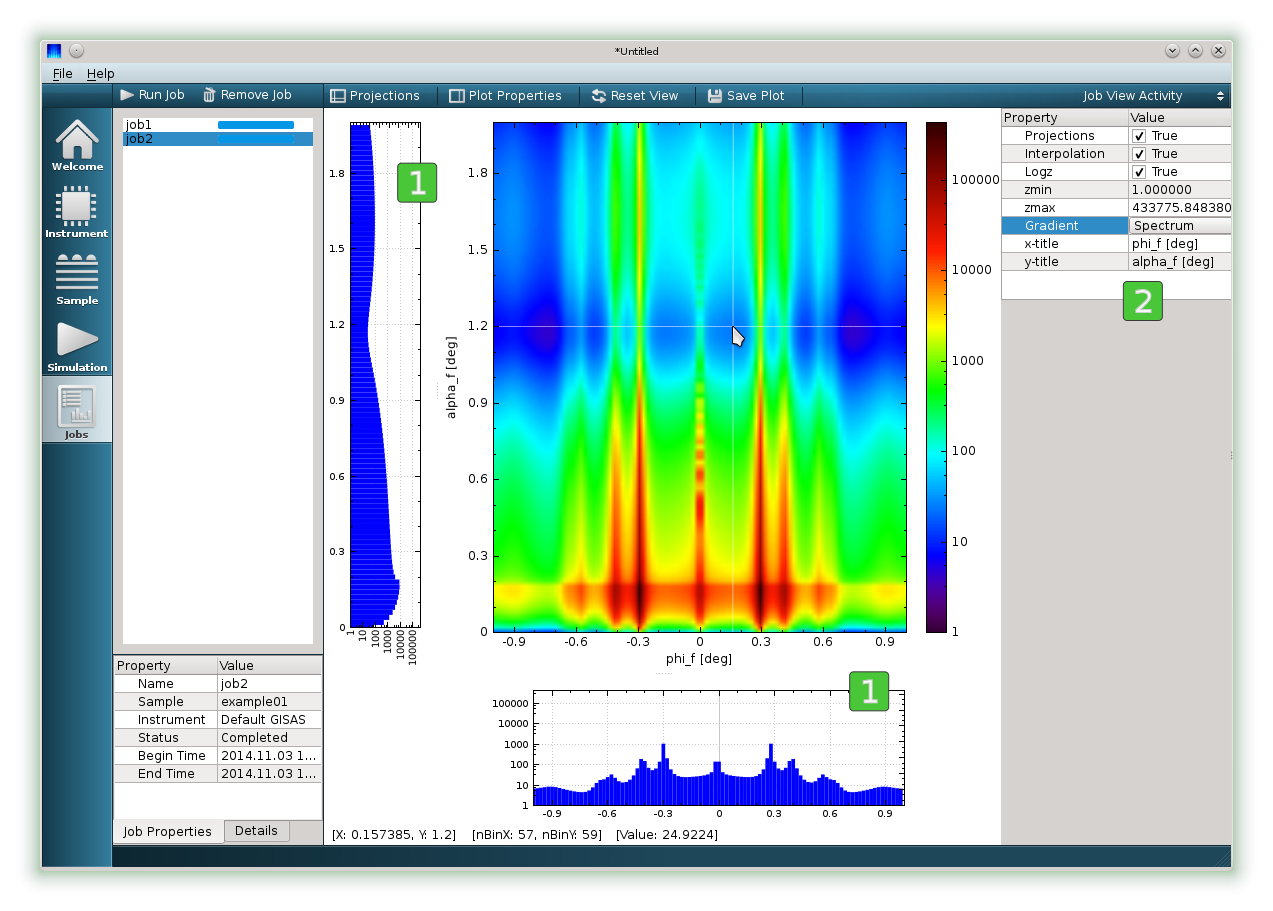 *Untitled
File Help
Run Job Remove Job Projections Plot Properties Reset View Save Plot Job View Activity
Welcome
Instrument
Sample
Simulation
Jobs
job1
job2
Property Value
Name job2
Sample example01
Instrument Default GISAS
Status Completed
Begin Time 2014.11.03 1...
End Time 2014.11.03 1...
Job Properties Details
1.8
1.5
1.2
0.9
0.6
0.3
0
1 10 100 1000 10000 100000
1
alpha_f [deg]
1.8
1.5
1.2
0.9
0.6
0.3
0
-0.9 -0.6 -0.3 0 0.3 0.6 0.9
phi_f [deg]
100000
10000
1000
100
10
1
1
100000
10000
1000
100
10
1
-0.9 -0.6 -0.3 0 0.3 0.6 0.9
[X: 0.157385, Y: 1.2] [nBinX: 57, nBinY: 59] [Value: 24.9224]
Property Value
Projections True
Interpolation True
Logz True
zmin 1.000000
zmax 433775.848380
Gradient Spectrum
x-title phi_f [deg]
y-title alpha_f [deg]
2